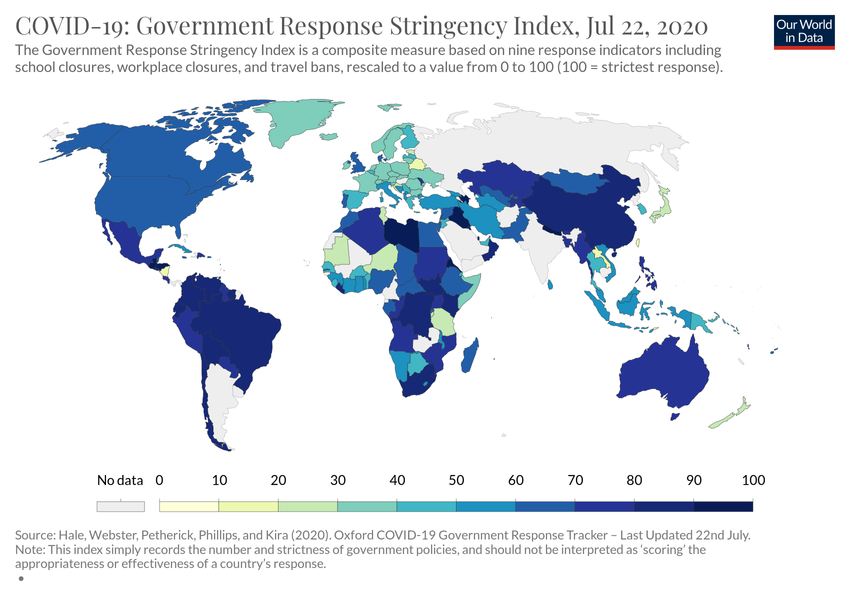 COVID-19: Government Response Stringency Index, Jul 22, 2020
Our World
in Data
The Government Response Stringency Index is a composite measure based on nine response indicators including
school closures, workplace closures, and travel bans, rescaled to a value from 0 to 100 (100 = strictest response).
No data 0 10 20 30 40 50 60 70 80 90 100
Source: Hale, Webster, Petherick, Phillips, and Kira (2020). Oxford COVID-19 Government Response Tracker – Last Updated 22nd July.
Note: This index simply records the number and strictness of government policies, and should not be interpreted as ‘scoring’ the
appropriateness or effectiveness of a country’s response.